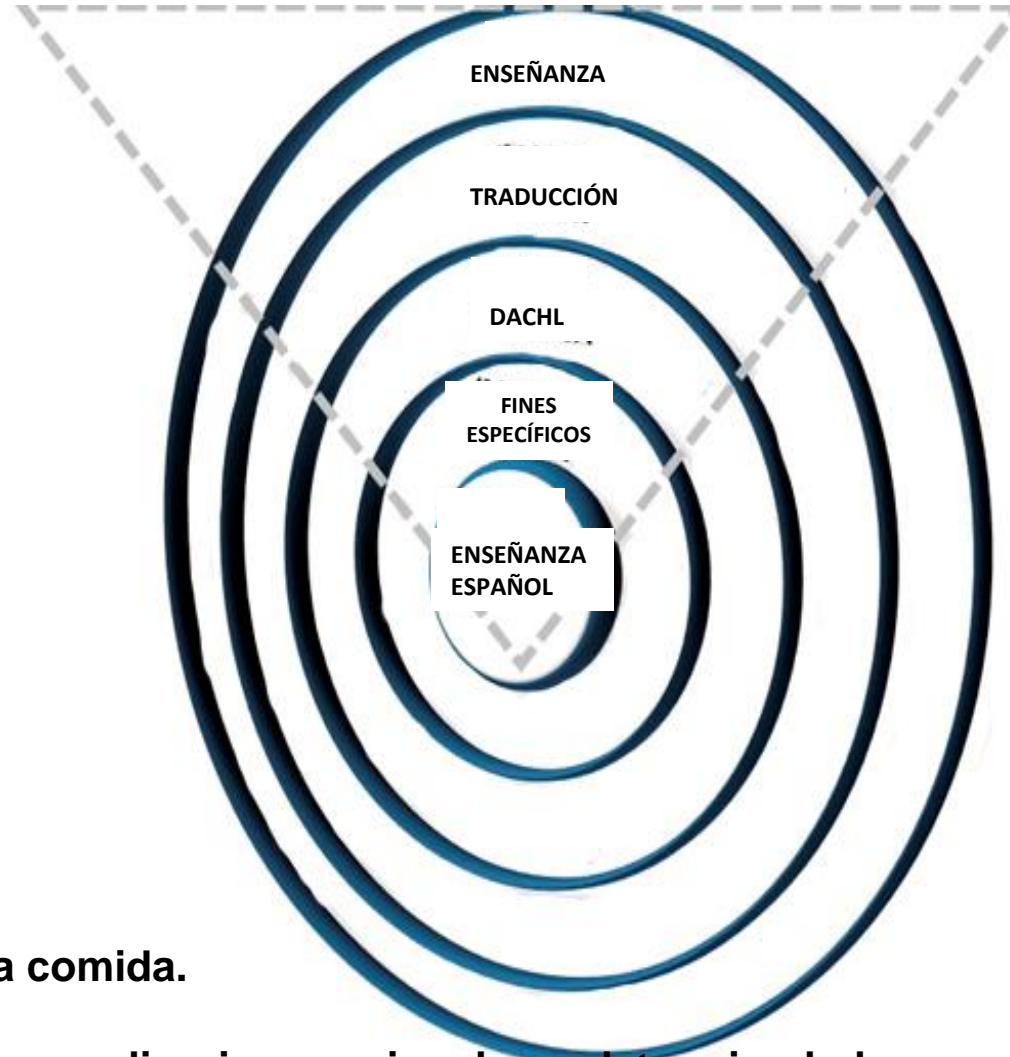 ENSEÑANZA
TRADUCCIÓN
DACHL
FINES
ESPECÍFICOS
ENSEÑANZA
ESPAÑOL
a comida.